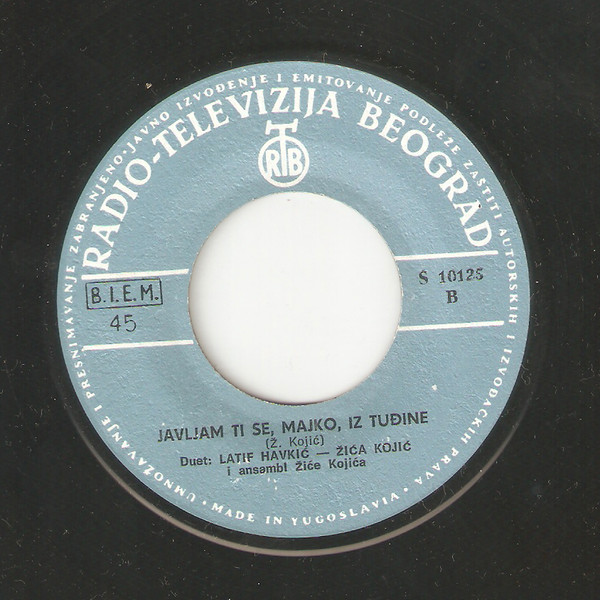 UMNOŽAVANJE I PRESNIMAVANJE ZABRANJENO·JAVNO IZVOĐENJE I EMITOVANJE PODLEŽE ZAŠTITI AUTORSKIH I IZVOĐAČKIH PRAVA.
RADIO-TELEVIZIJA BEOGRAD
RTB
B.I.E.M.
45
S 10125
B
JAVLJAM TI SE, MAJKO, IZ TUĐINE
(Ž. Kojić)
Duet: LATIF HAVKIĆ — ŽIĆA KOJIĆ
i ansambl Žiće Kojića
· MADE IN YUGOSLAVIA ·